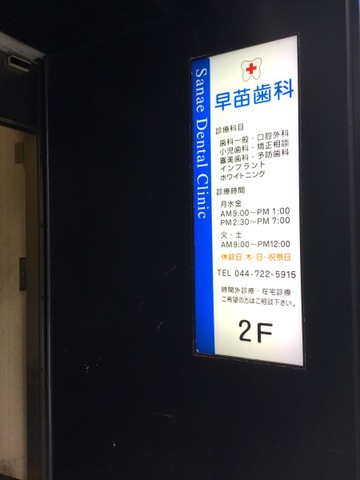 Sanae Dental Clinic
早苗歯科
診療科目
歯科一般・口腔外科
小児歯科・矯正相談
審美歯科・予防歯科
インプラント
ホワイトニング
診療時間
月水金
AM9:00～PM1:00
PM2:30～PM7:00
火・土
AM9:00～PM12:00
休診日 木・日・祝祭日
TEL 044-722-5915
時間外診療・在宅診療
ご希望の方はご相談下さい。
2F